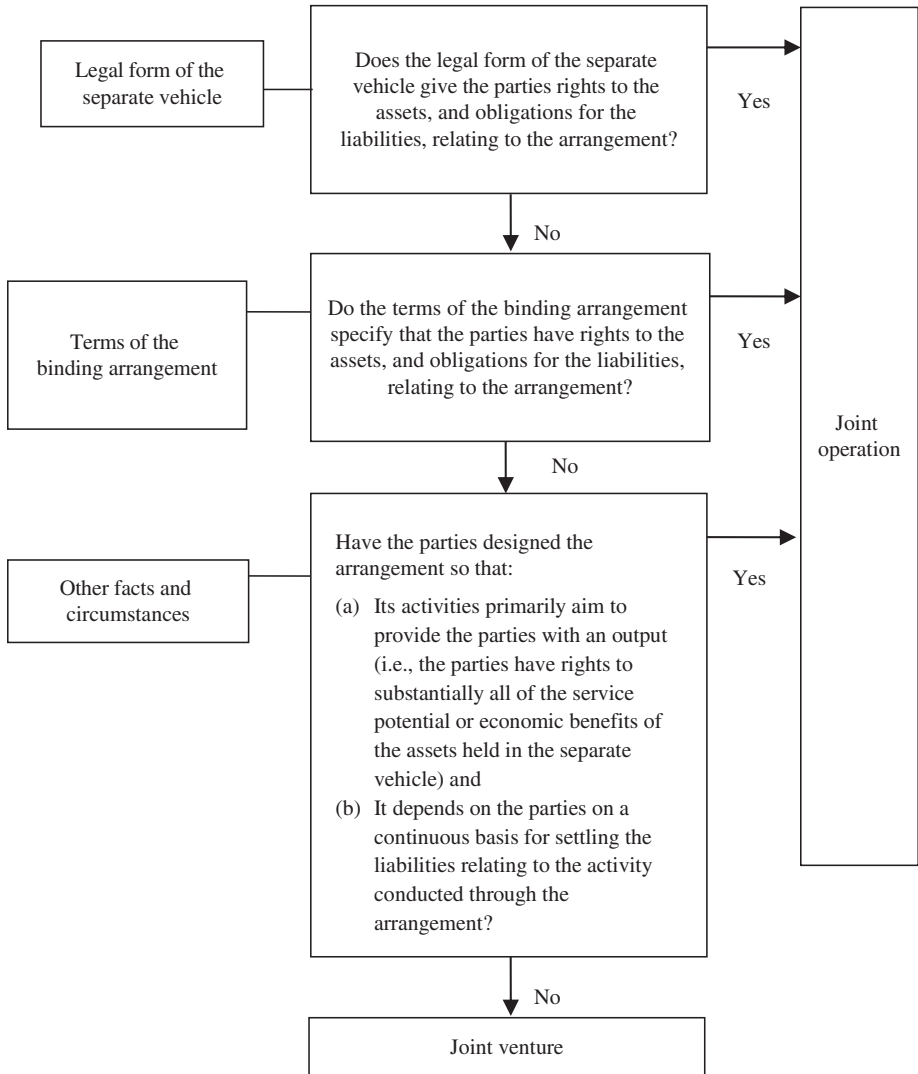 Legal form of the
separate vehicle
Does the legal form of the separate
vehicle give the parties rights to the
assets, and obligations for the
liabilities, relating to the arrangement?
Yes
No
Terms of the
binding arrangement
Do the terms of the binding arrangement
specify that the parties have rights to the
assets, and obligations for the liabilities,
relating to the arrangement?
Yes
Joint
operation
No
Other facts and
circumstances
Have the parties designed the
arrangement so that:
(a) Its activities primarily aim to
provide the parties with an output
(i.e., the parties have rights to
substantially all of the service
potential or economic benefits of
the assets held in the separate
vehicle) and
(b) It depends on the parties on a
continuous basis for settling the
liabilities relating to the activity
conducted through the
arrangement?
Yes
No
Joint venture